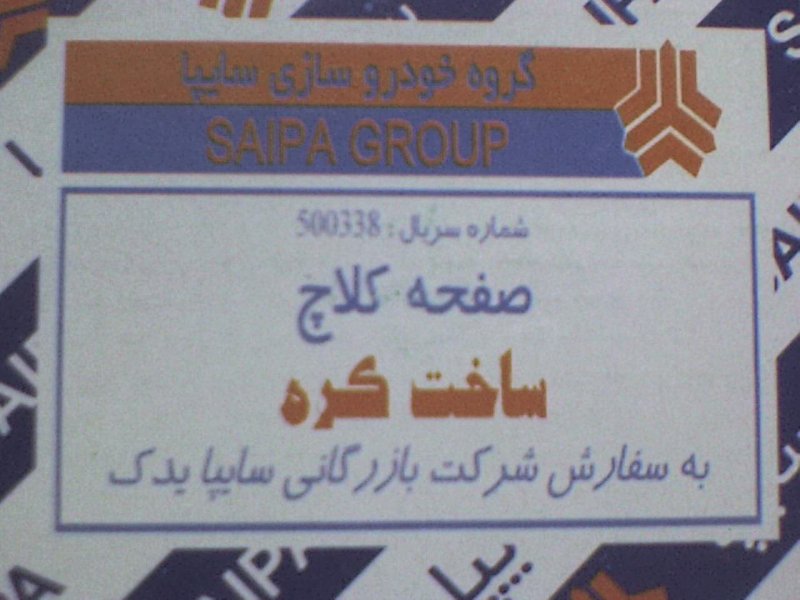 گروه خودرو سازی سایپا
SAIPA GROUP
شماره سریال : 500338
صفحه کلاچ
ساخت کره
به سفارش شرکت بازرگانی سایپا یدک